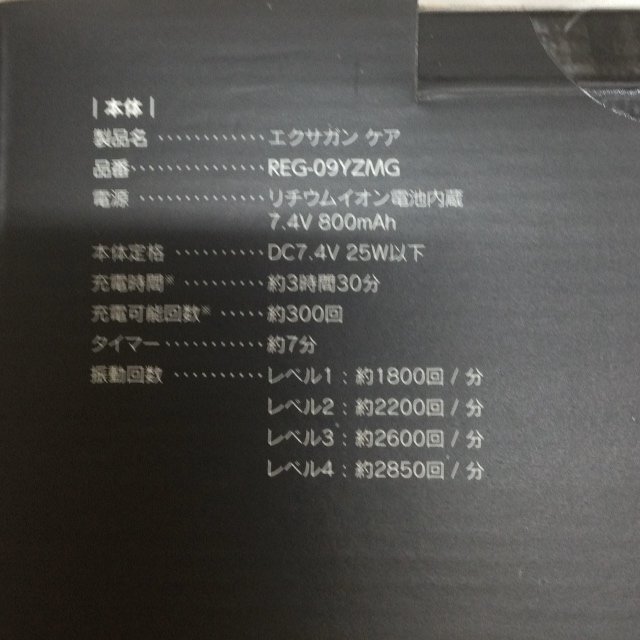 | 本体 |
製品名 ‥‥‥‥‥‥‥ エクサガン ケア
品番‥‥‥‥‥‥‥‥ REG-09YZMG
電源 ‥‥‥‥‥‥‥‥ リチウムイオン電池内蔵
7.4V 800mAh
本体定格 ‥‥‥‥‥‥ DC7.4V 25W以下
充電時間※ ‥‥‥‥‥ 約3時間30分
充電可能回数※ ‥‥‥ 約300回
タイマー‥‥‥‥‥‥‥ 約7分
振動回数 ‥‥‥‥‥‥ レベル1：約1800回 / 分
レベル2：約2200回 / 分
レベル3：約2600回 / 分
レベル4：約2850回 / 分